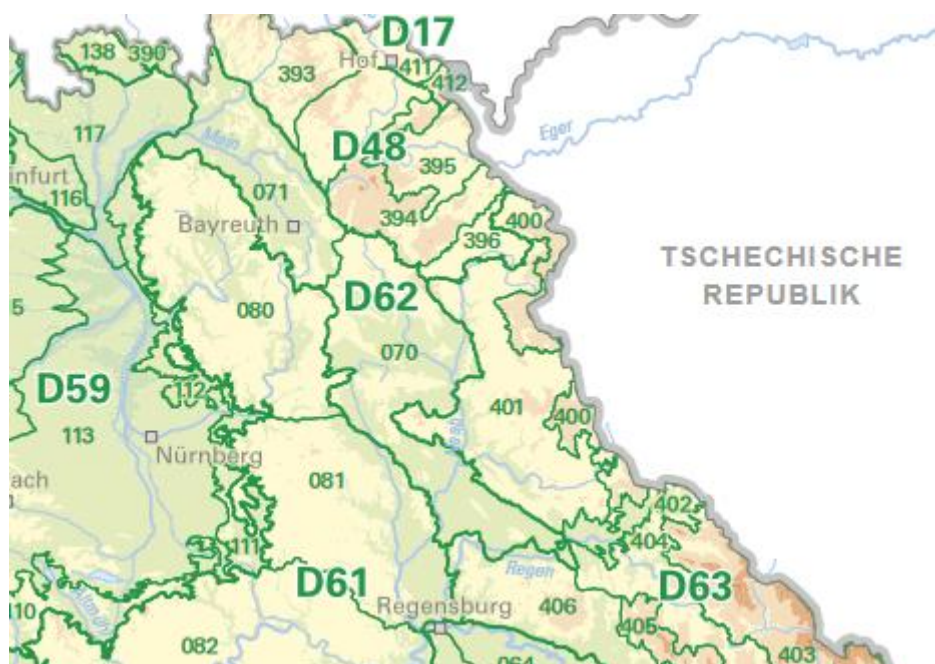 D17
138
390
393
Hof
411
412
117
Main
Eger
D48
395
infurt
116
071
394
400
Bayreuth
396
TSCHECHISCHE
REPUBLIK
D62
080
5
070
D59
112
401
400
113
Nürnberg
ach
081
402
404
111
D61
Regen
D63
110
Regensburg
406
405
082
064
403